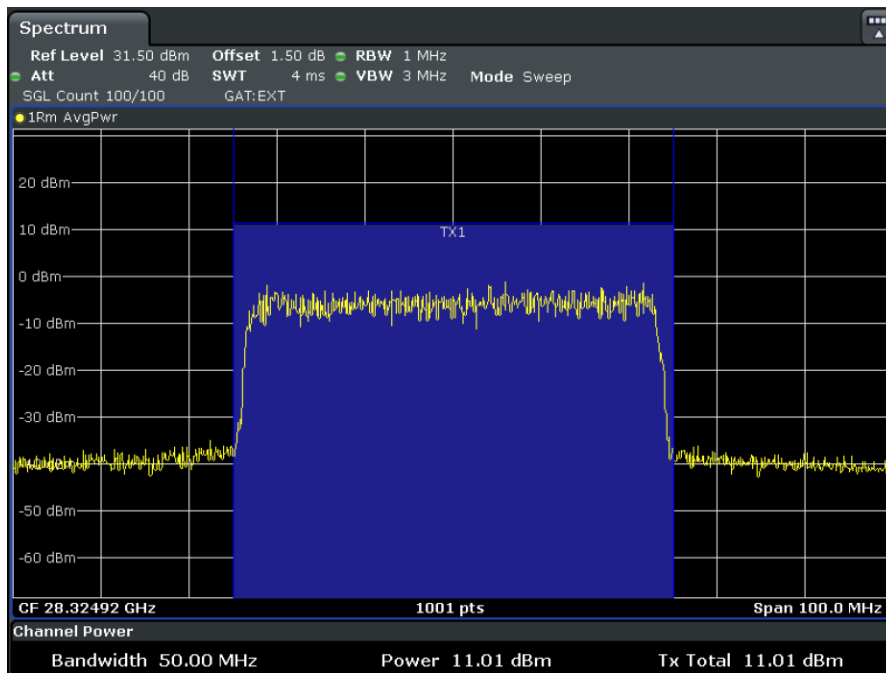 Spectrum
Ref Level 31.50 dBm Offset 1.50 dB RBW 1 MHz
Att 40 dB SWT 4 ms VBW 3 MHz Mode Sweep
SGL Count 100/100 GAT:EXT
1Rm AvgPwr
20 dBm
10 dBm
TX1
0 dBm
-10 dBm
-20 dBm
-30 dBm
-50 dBm
-60 dBm
CF 28.32492 GHz 1001 pts Span 100.0 MHz
Channel Power
Bandwidth 50.00 MHz Power 11.01 dBm Tx Total 11.01 dBm